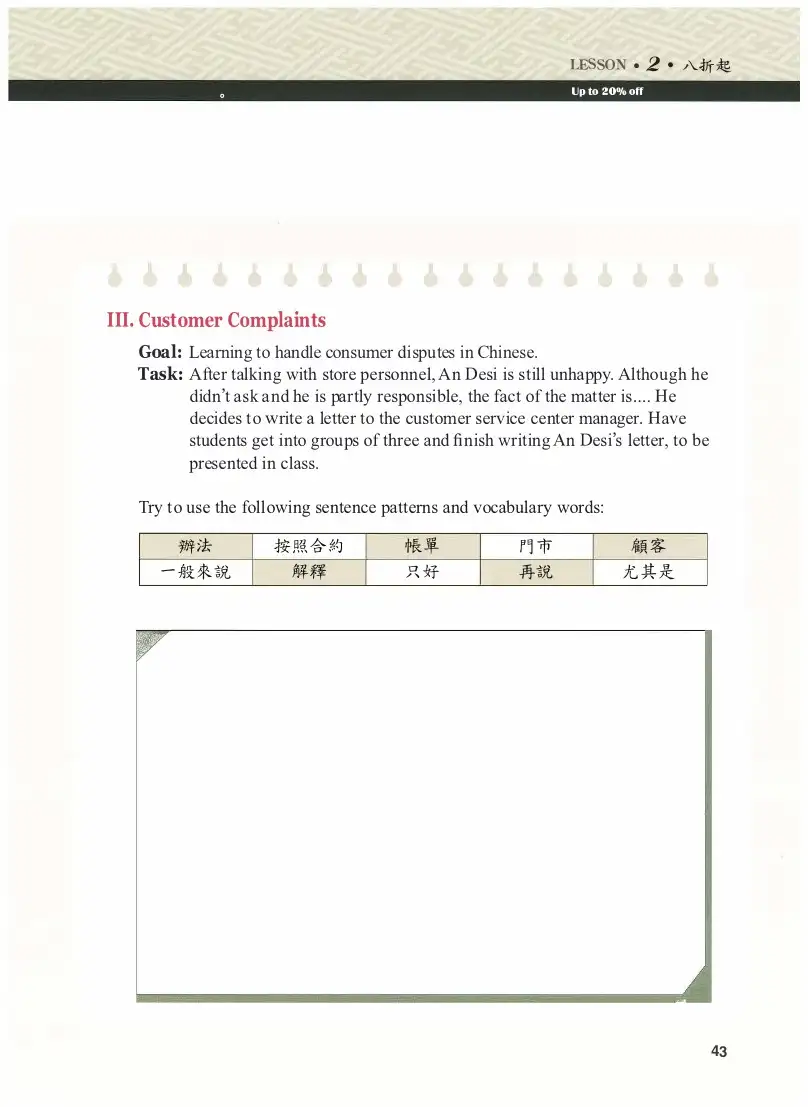 LESSON • 2 • 八折起
Up to 20% off
III. Customer Complaints
Goal: Learning to handle consumer disputes in Chinese.
Task: After talking with store personnel, An Desi is still unhappy. Although he
didn't ask and he is partly responsible, the fact of the matter is.... He
decides to write a letter to the customer service center manager. Have
students get into groups of three and finish writing An Desi's letter, to be
presented in class.
Try to use the following sentence patterns and vocabulary words:
辦法 按照合約 帳單 門市 顧客
一般來說 解釋 只好 再說 尤其是
43